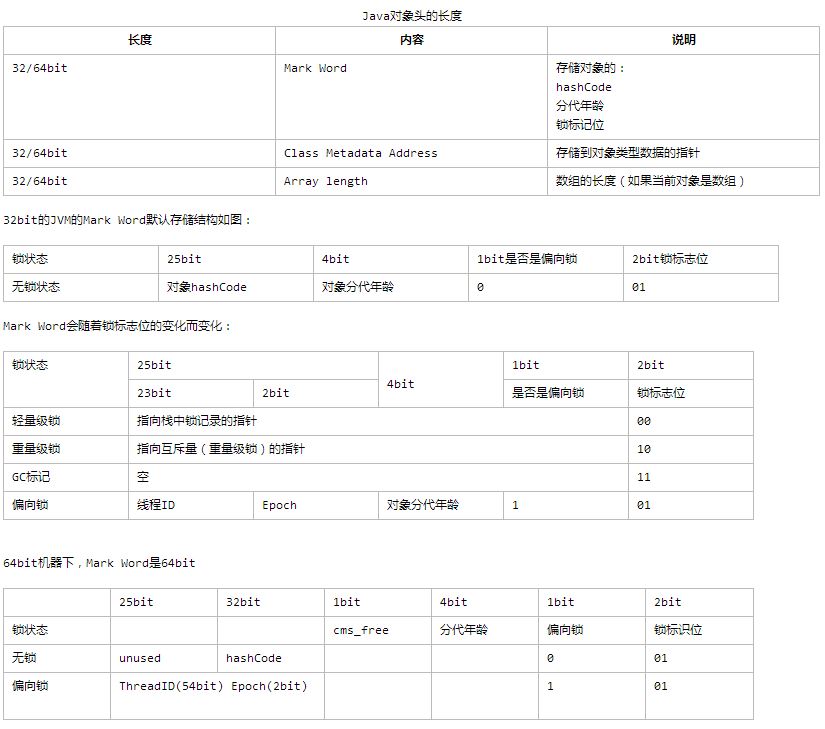 Java对象头的长度
长度 内容 说明
32/64bit Mark Word 存储对象的：
hashCode
分代年龄
锁标记位
32/64bit Class Metadata Address 存储到对象类型数据的指针
32/64bit Array length 数组的长度（如果当前对象是数组）
32bit的JVM的Mark Word默认存储结构如图：
锁状态 25bit 4bit 1bit是否是偏向锁 2bit锁标志位
无锁状态 对象hashCode 对象分代年龄 0 01
Mark Word会随着锁标志位的变化而变化：
锁状态 25bit 4bit 1bit 2bit
23bit 2bit 是否是偏向锁 锁标志位
轻量级锁 指向栈中锁记录的指针 00
重量级锁 指向互斥量（重量级锁）的指针 10
GC标记 空 11
偏向锁 线程ID Epoch 对象分代年龄 1 01
64bit机器下，Mark Word是64bit
25bit 32bit 1bit 4bit 1bit 2bit
锁状态 cms_free 分代年龄 偏向锁 锁标识位
无锁 unused hashCode 0 01
偏向锁 ThreadID(54bit) Epoch(2bit) 1 01